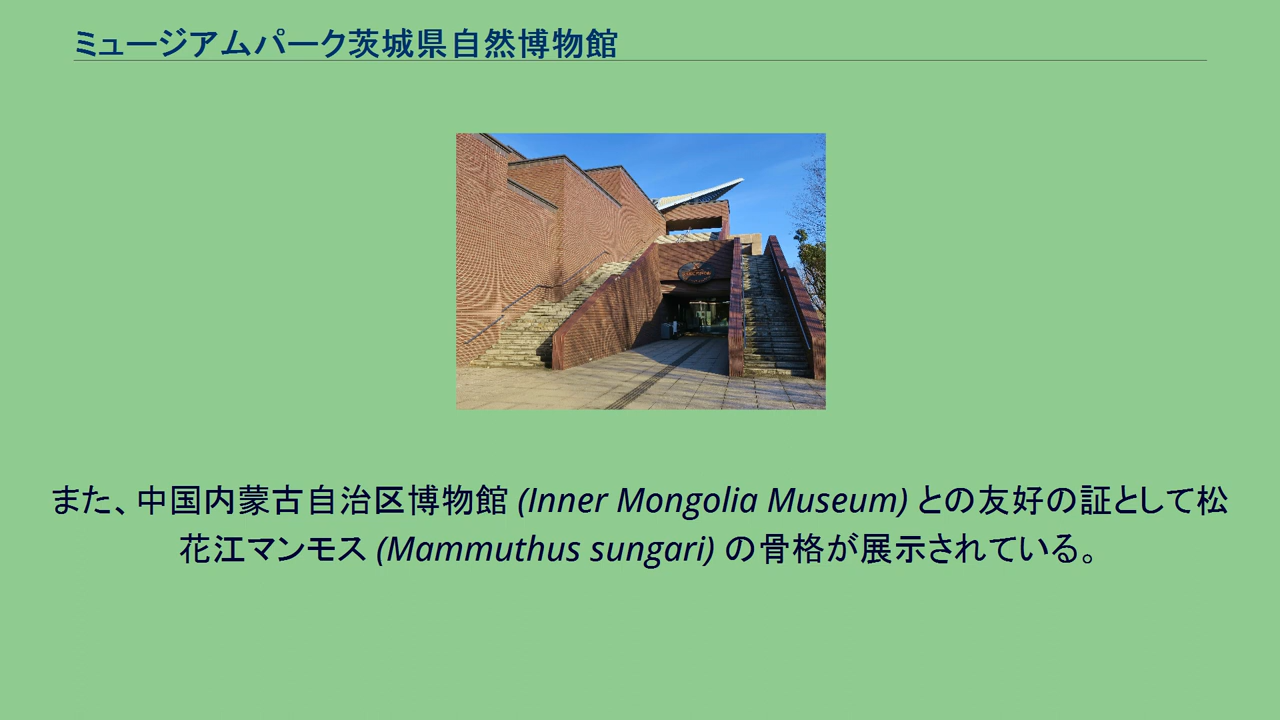 ミュージアムパーク茨城県自然博物館
また、中国内蒙古自治区博物館 (Inner Mongolia Museum) との友好の証として松
花江マンモス (Mammuthus sungari) の骨格が展示されている。